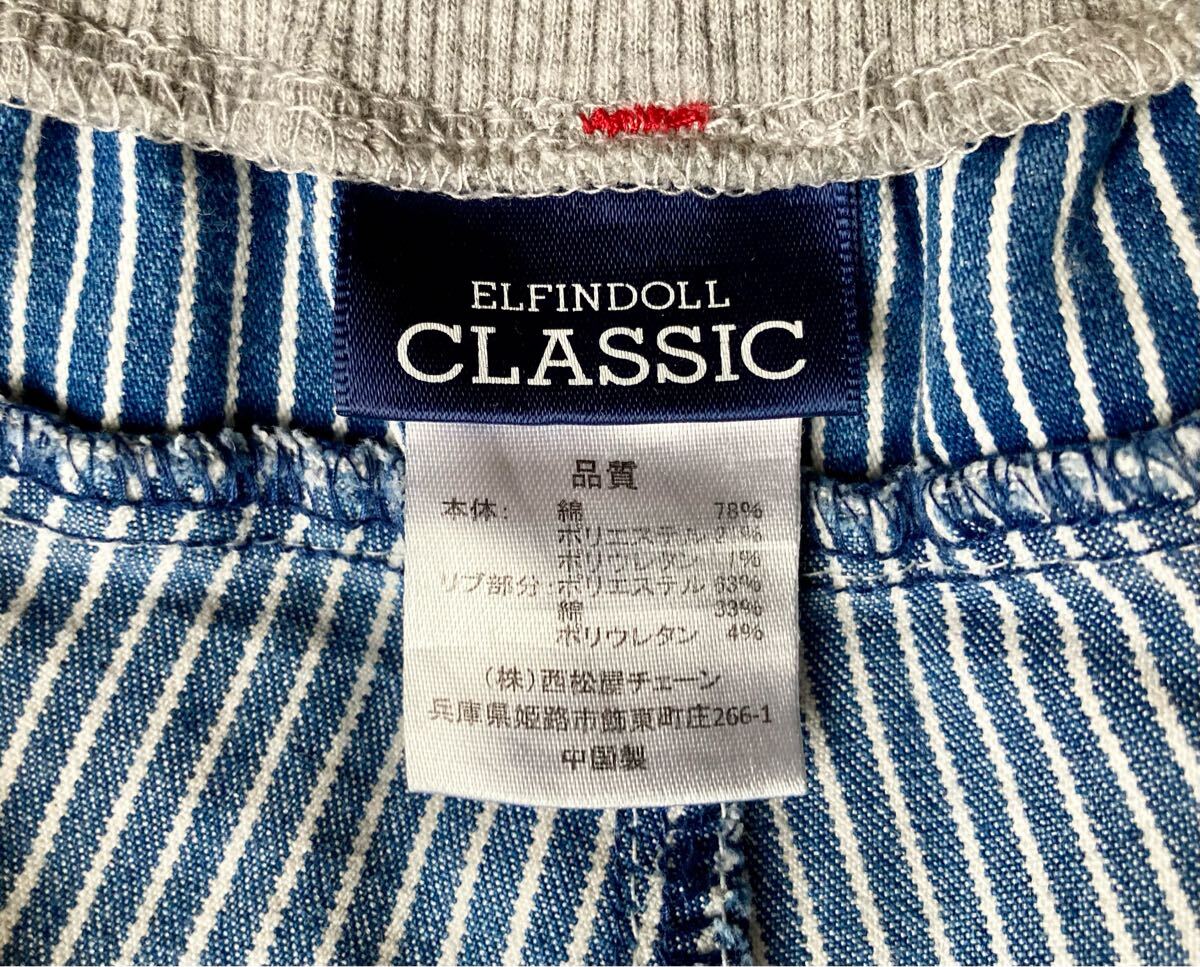 ELFINDOLL
CLASSIC
品質
本体: 綿 78%
ポリエステル 21%
ポリウレタン 1%
リブ部分:ポリエステル 63%
綿 33%
ポリウレタン 4%
(株)西松屋チェーン
兵庫県姫路市飾東町庄266-1
中国製